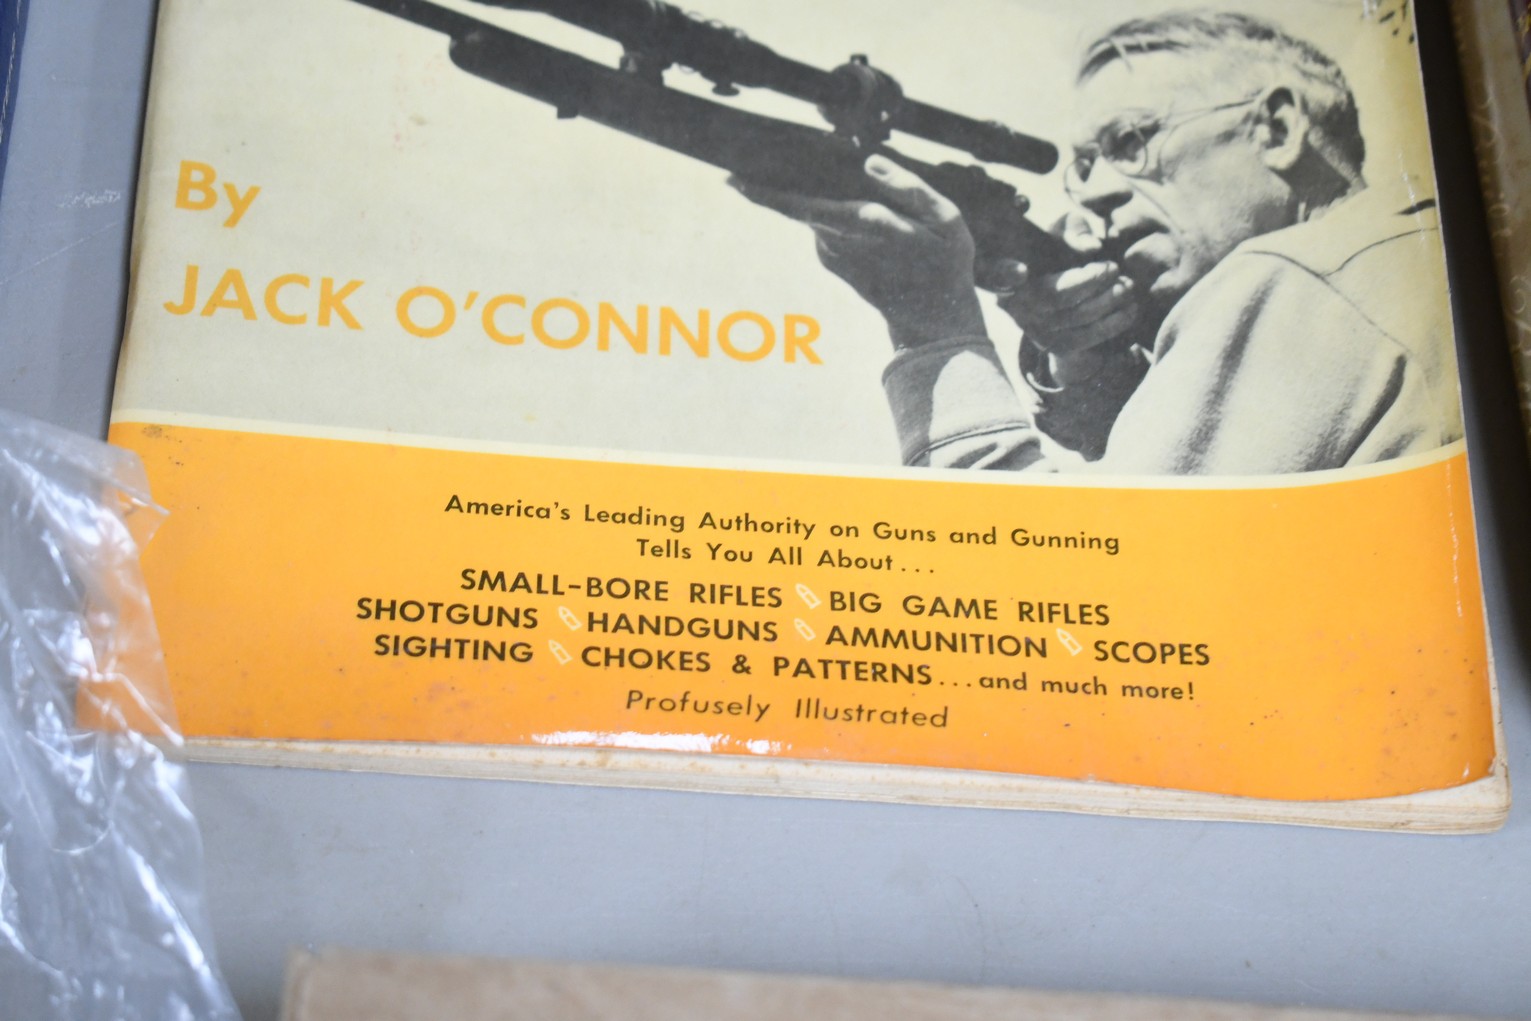 By
JACK O'CONNOR
America's Leading Authority on Guns and Gunning
Tells You All About...
SMALL-BORE RIFLES BIG GAME RIFLES
SHOTGUNS HANDGUNS AMMUNITION SCOPES
SIGHTING CHOKES & PATTERNS...and much more!
Profusely Illustrated